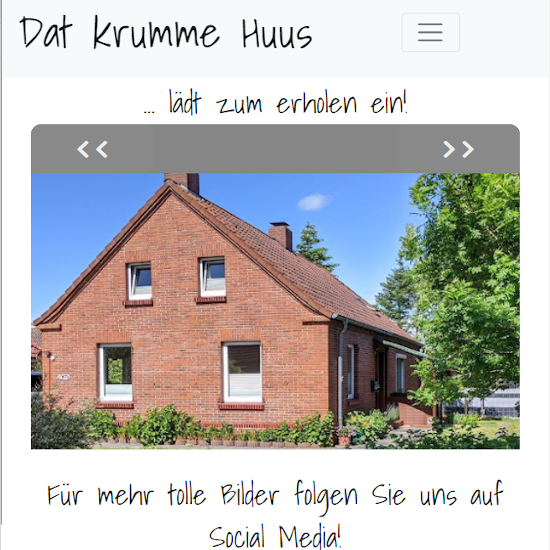 Dat Krumme Huus
... lädt zum erholen ein!
<< >>
Für mehr tolle Bilder folgen Sie uns auf
Social Media!